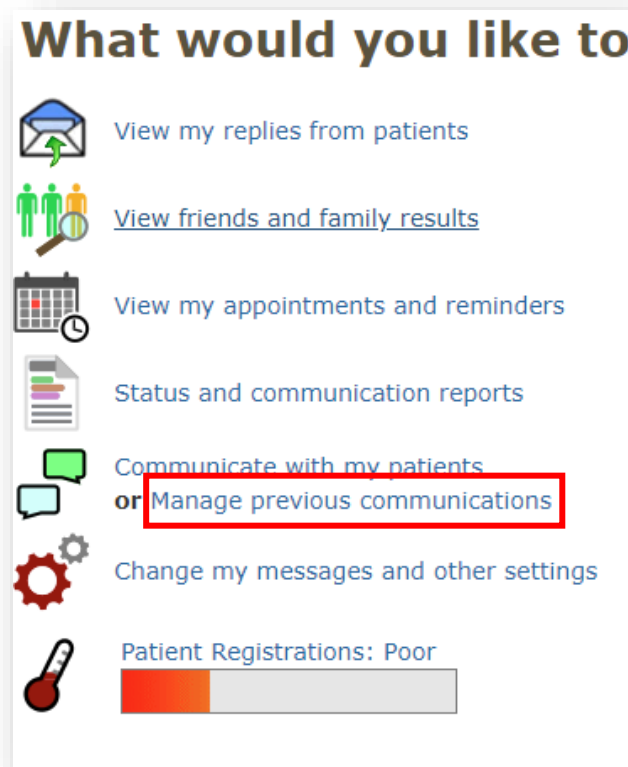 What would you like to
View my replies from patients
View friends and family results
View my appointments and reminders
Status and communication reports
Communicate with my patients
or Manage previous communications
Change my messages and other settings
Patient Registrations: Poor